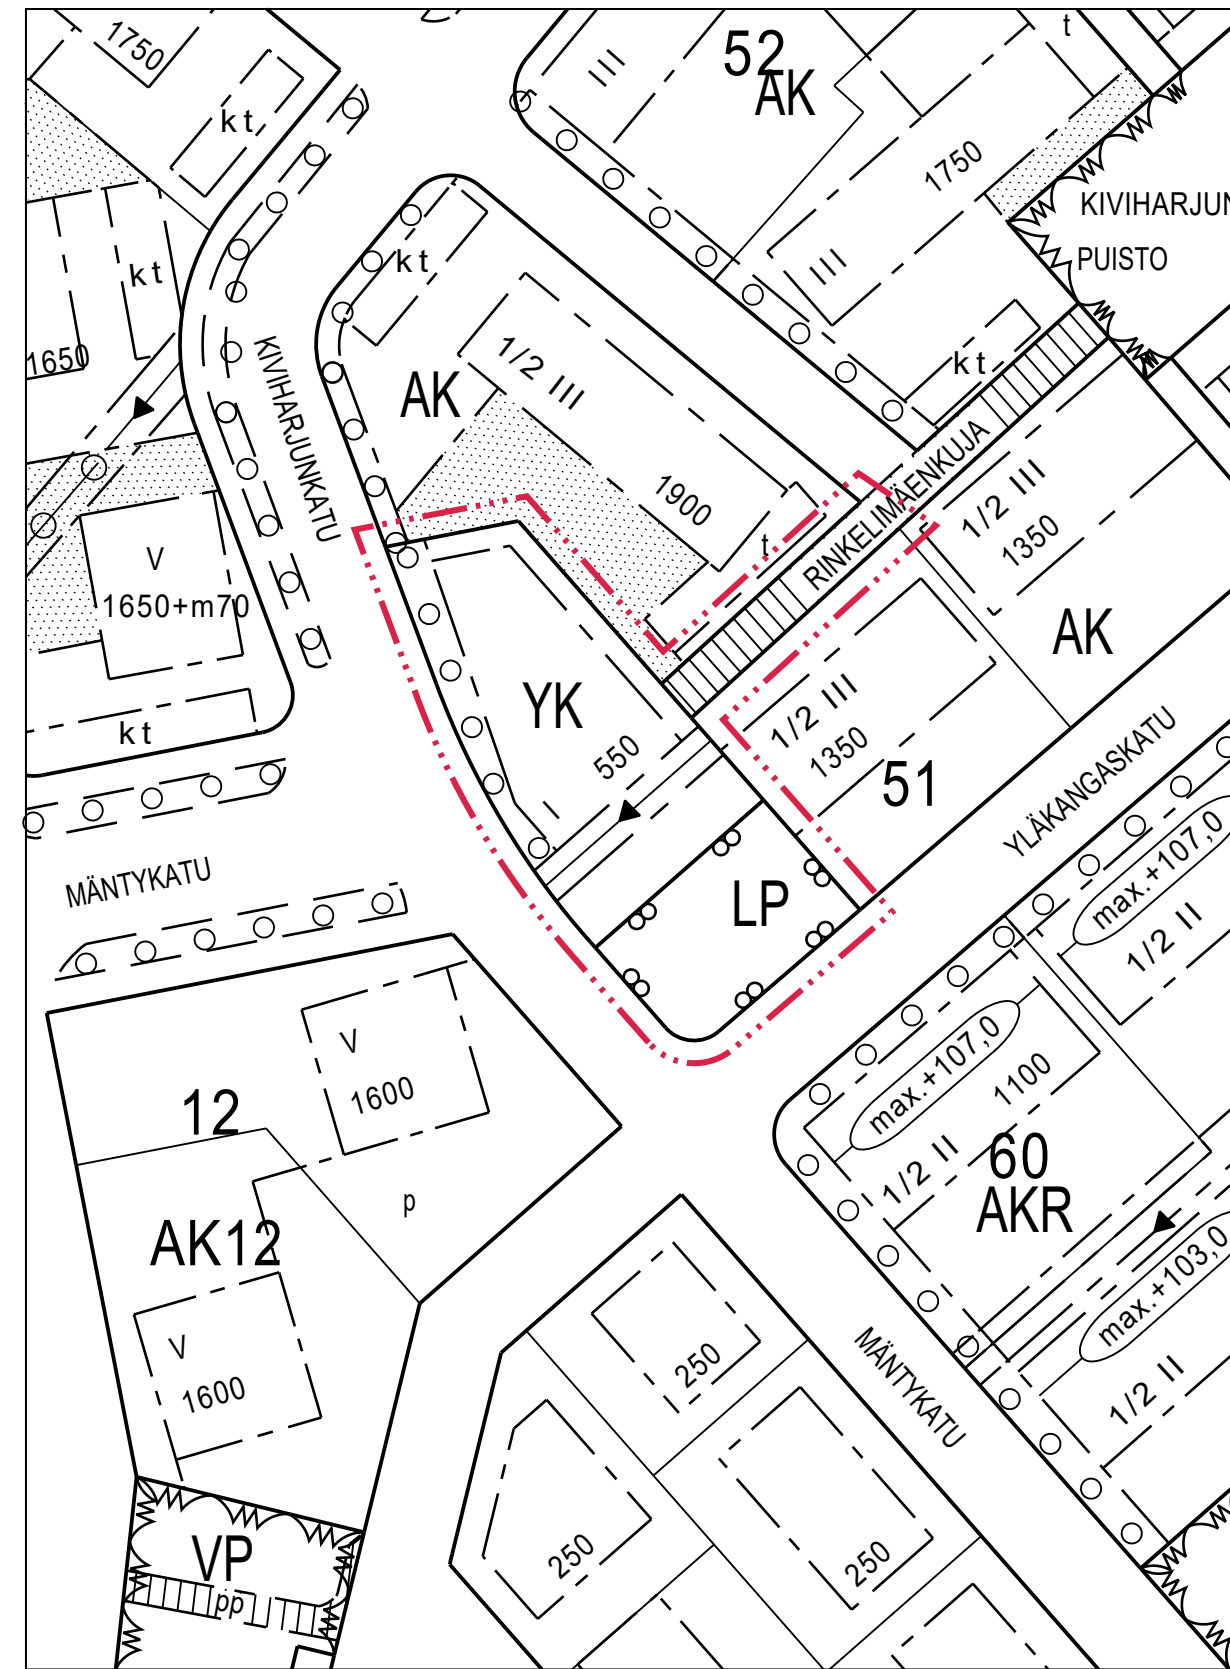 1750
III
52
AK
t
kt
1750
KIVIHARJUN
PUISTO
kt
kt
III
1650
KIVIHARJUNKATU
AK
1/2 III
kt
RINKELIMÄENKUJA
1900
t
1/2 III
1350
V
1650+m70
AK
YK
550
1/2 III
1350
kt
51
YLÄKANGASKATU
MÄNTYKATU
LP
max.+107,0
1/2 II
max.+107,0
1100
1/2 II
60
AKR
V
1600
12
p
AK12
max.+103,0
1/2 II
V
1600
MÄNTYKATU
250
250
250
VP
pp